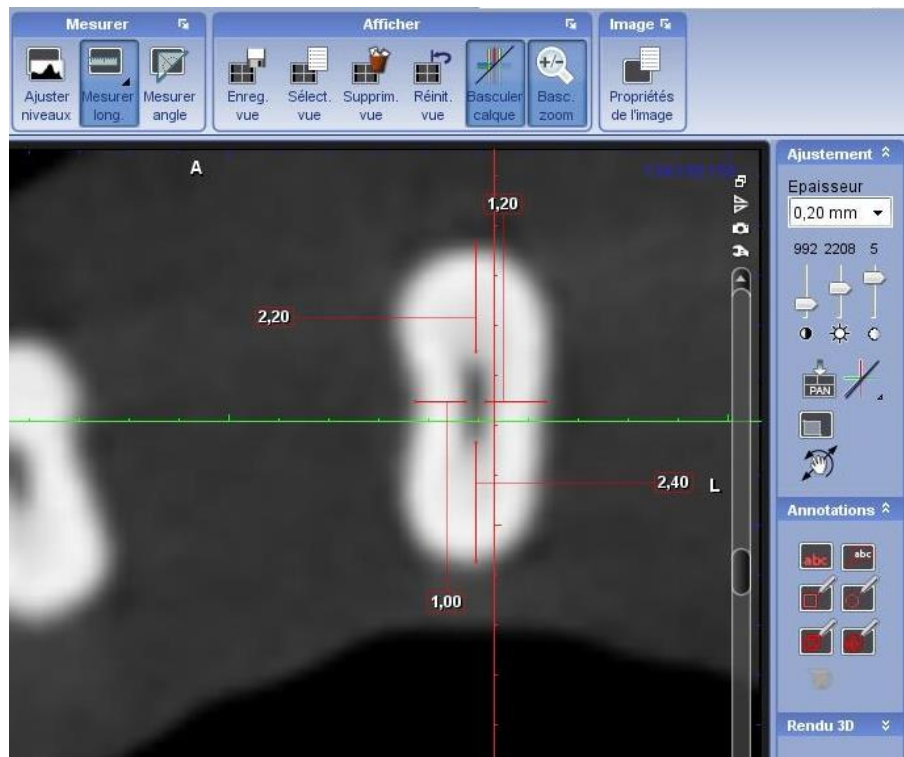 Mesurer
Afficher
Image
Ajuster niveaux
Mesurer long.
Mesurer angle
Enreg. vue
Sélect. vue
Supprim. vue
Réinit. vue
Basculer calque
Basc. zoom
Propriétés de l'image
A
1,20
2,20
2,40
L
1,00
Ajustement
Epaisseur
0,20 mm
992 2208 5
PAN
Annotations
abc
abc
Rendu 3D